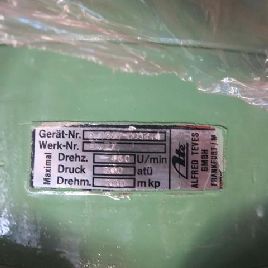 Gerät-Nr.
Werk-Nr.
Maximal
Drehz. U/min
Druck atü
Drehm. mkp
Ate
ALFRED TEVES
GMBH
FRANKFURT/M